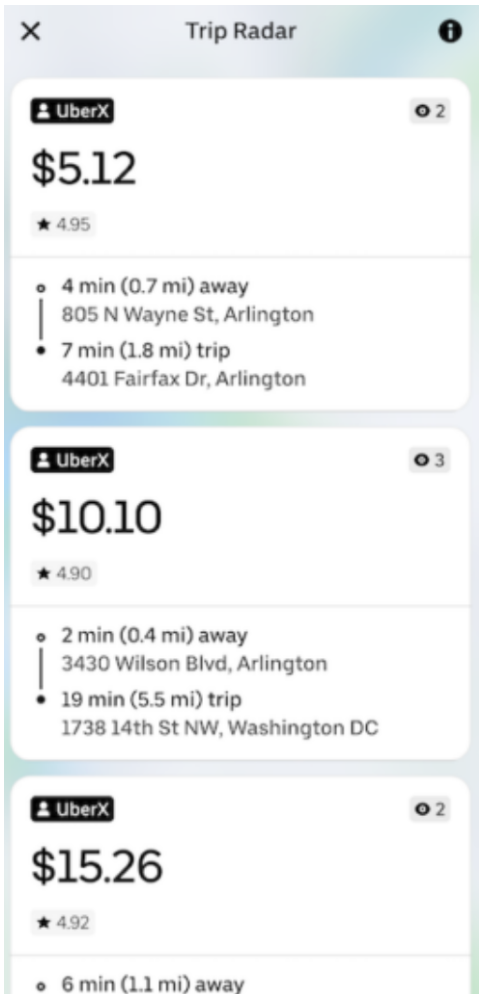 Trip Radar
UberX
2
$5.12
4.95
4 min (0.7 mi) away
805 N Wayne St, Arlington
7 min (1.8 mi) trip
4401 Fairfax Dr, Arlington
UberX
3
$10.10
4.90
2 min (0.4 mi) away
3430 Wilson Blvd, Arlington
19 min (5.5 mi) trip
1738 14th St NW, Washington DC
UberX
2
$15.26
4.92
6 min (1.1 mi) away